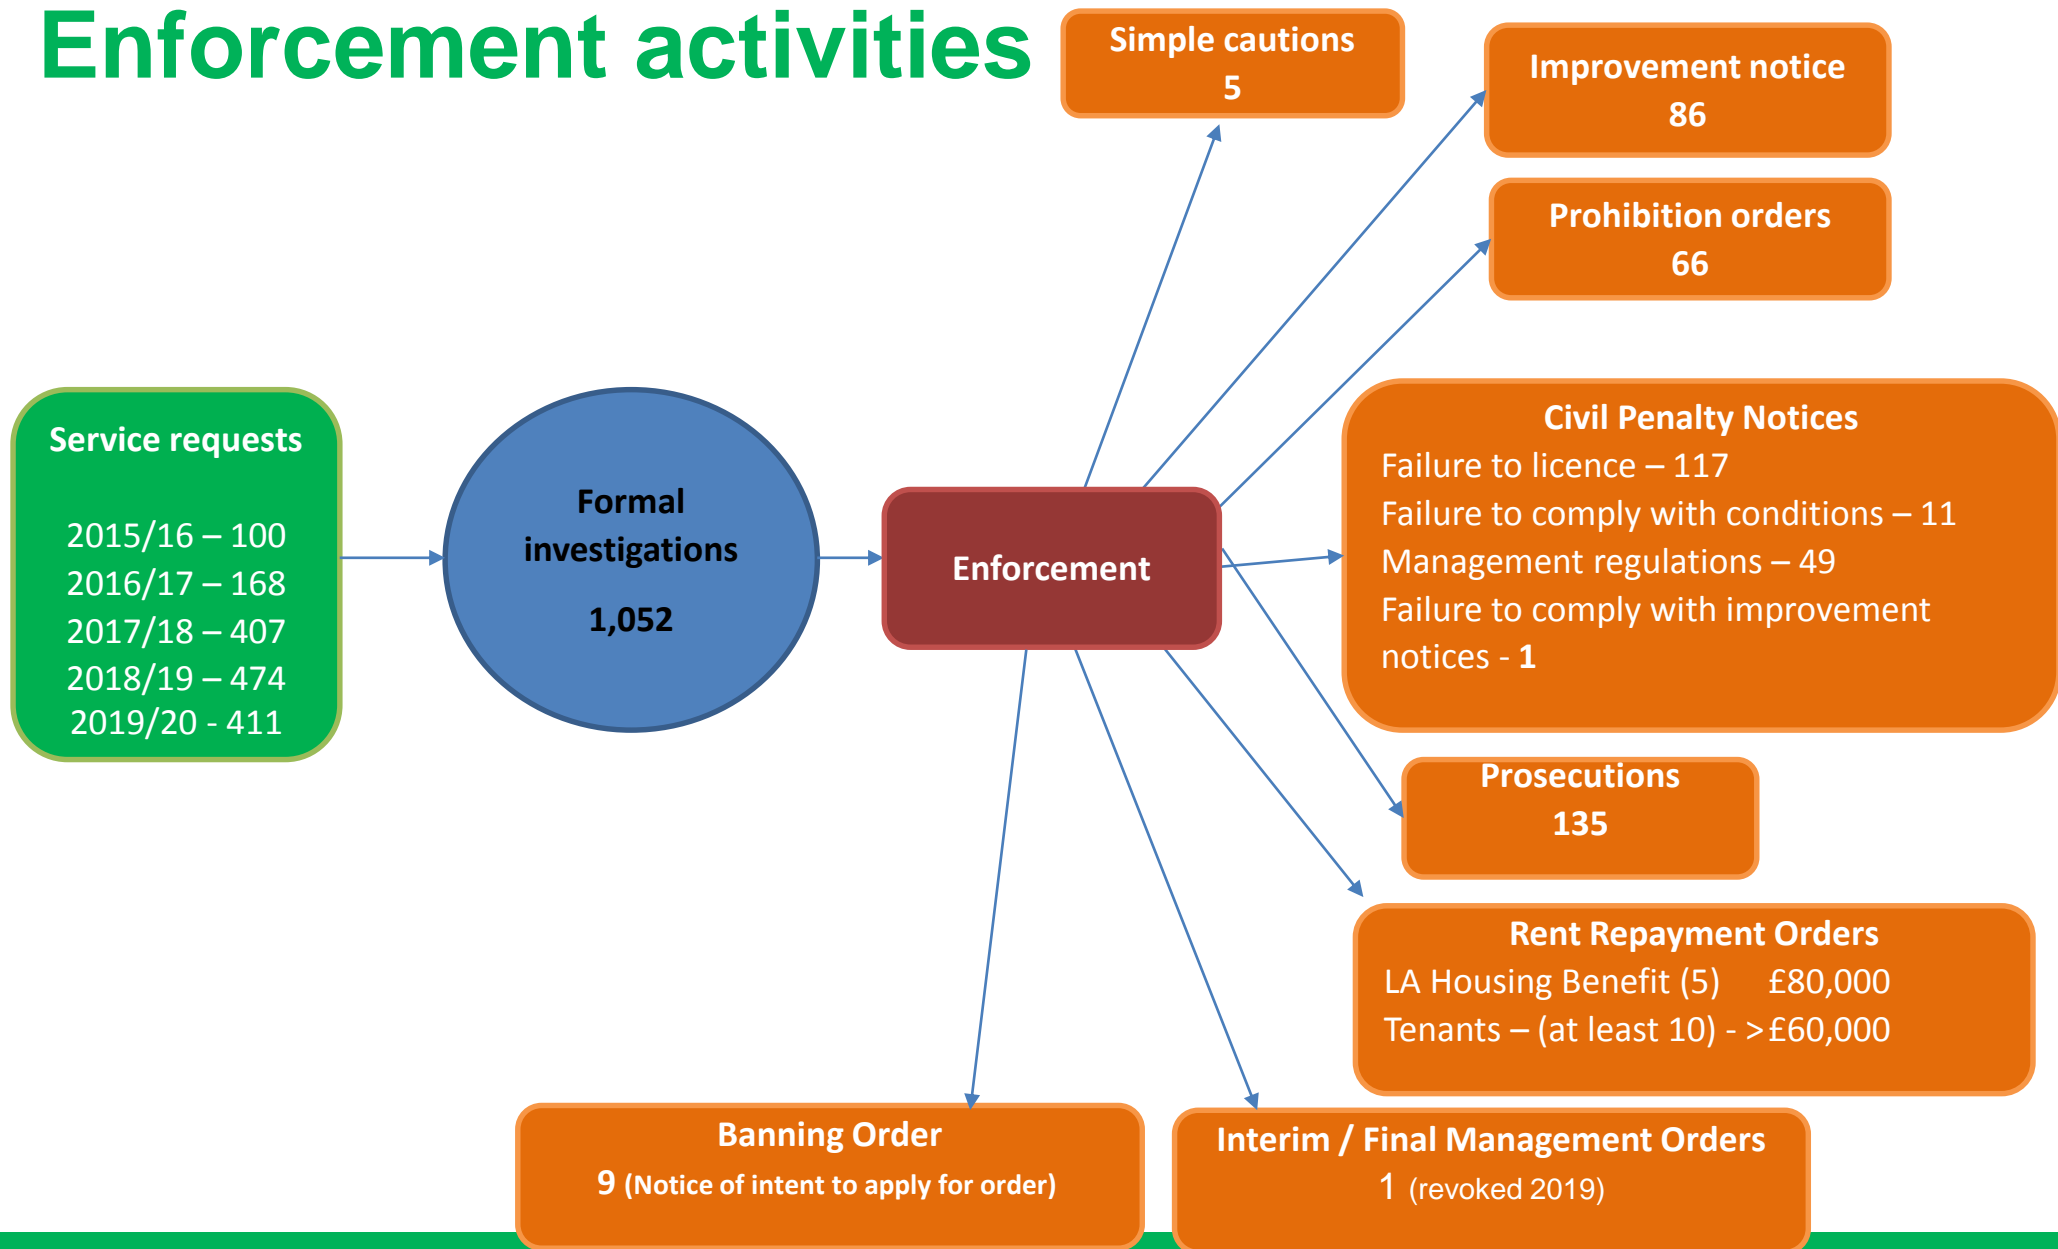 Enforcement activities
Simple cautions
5
Improvement notice
86
Prohibition orders
66
Service requests
2015/16 – 100
2016/17 – 168
2017/18 – 407
2018/19 – 474
2019/20 - 411
Formal
investigations
1,052
Enforcement
Civil Penalty Notices
Failure to licence – 117
Failure to comply with conditions – 11
Management regulations – 49
Failure to comply with improvement
notices - 1
Prosecutions
135
Rent Repayment Orders
LA Housing Benefit (5) £80,000
Tenants – (at least 10) - >£60,000
Banning Order
9 (Notice of intent to apply for order)
Interim / Final Management Orders
1 (revoked 2019)